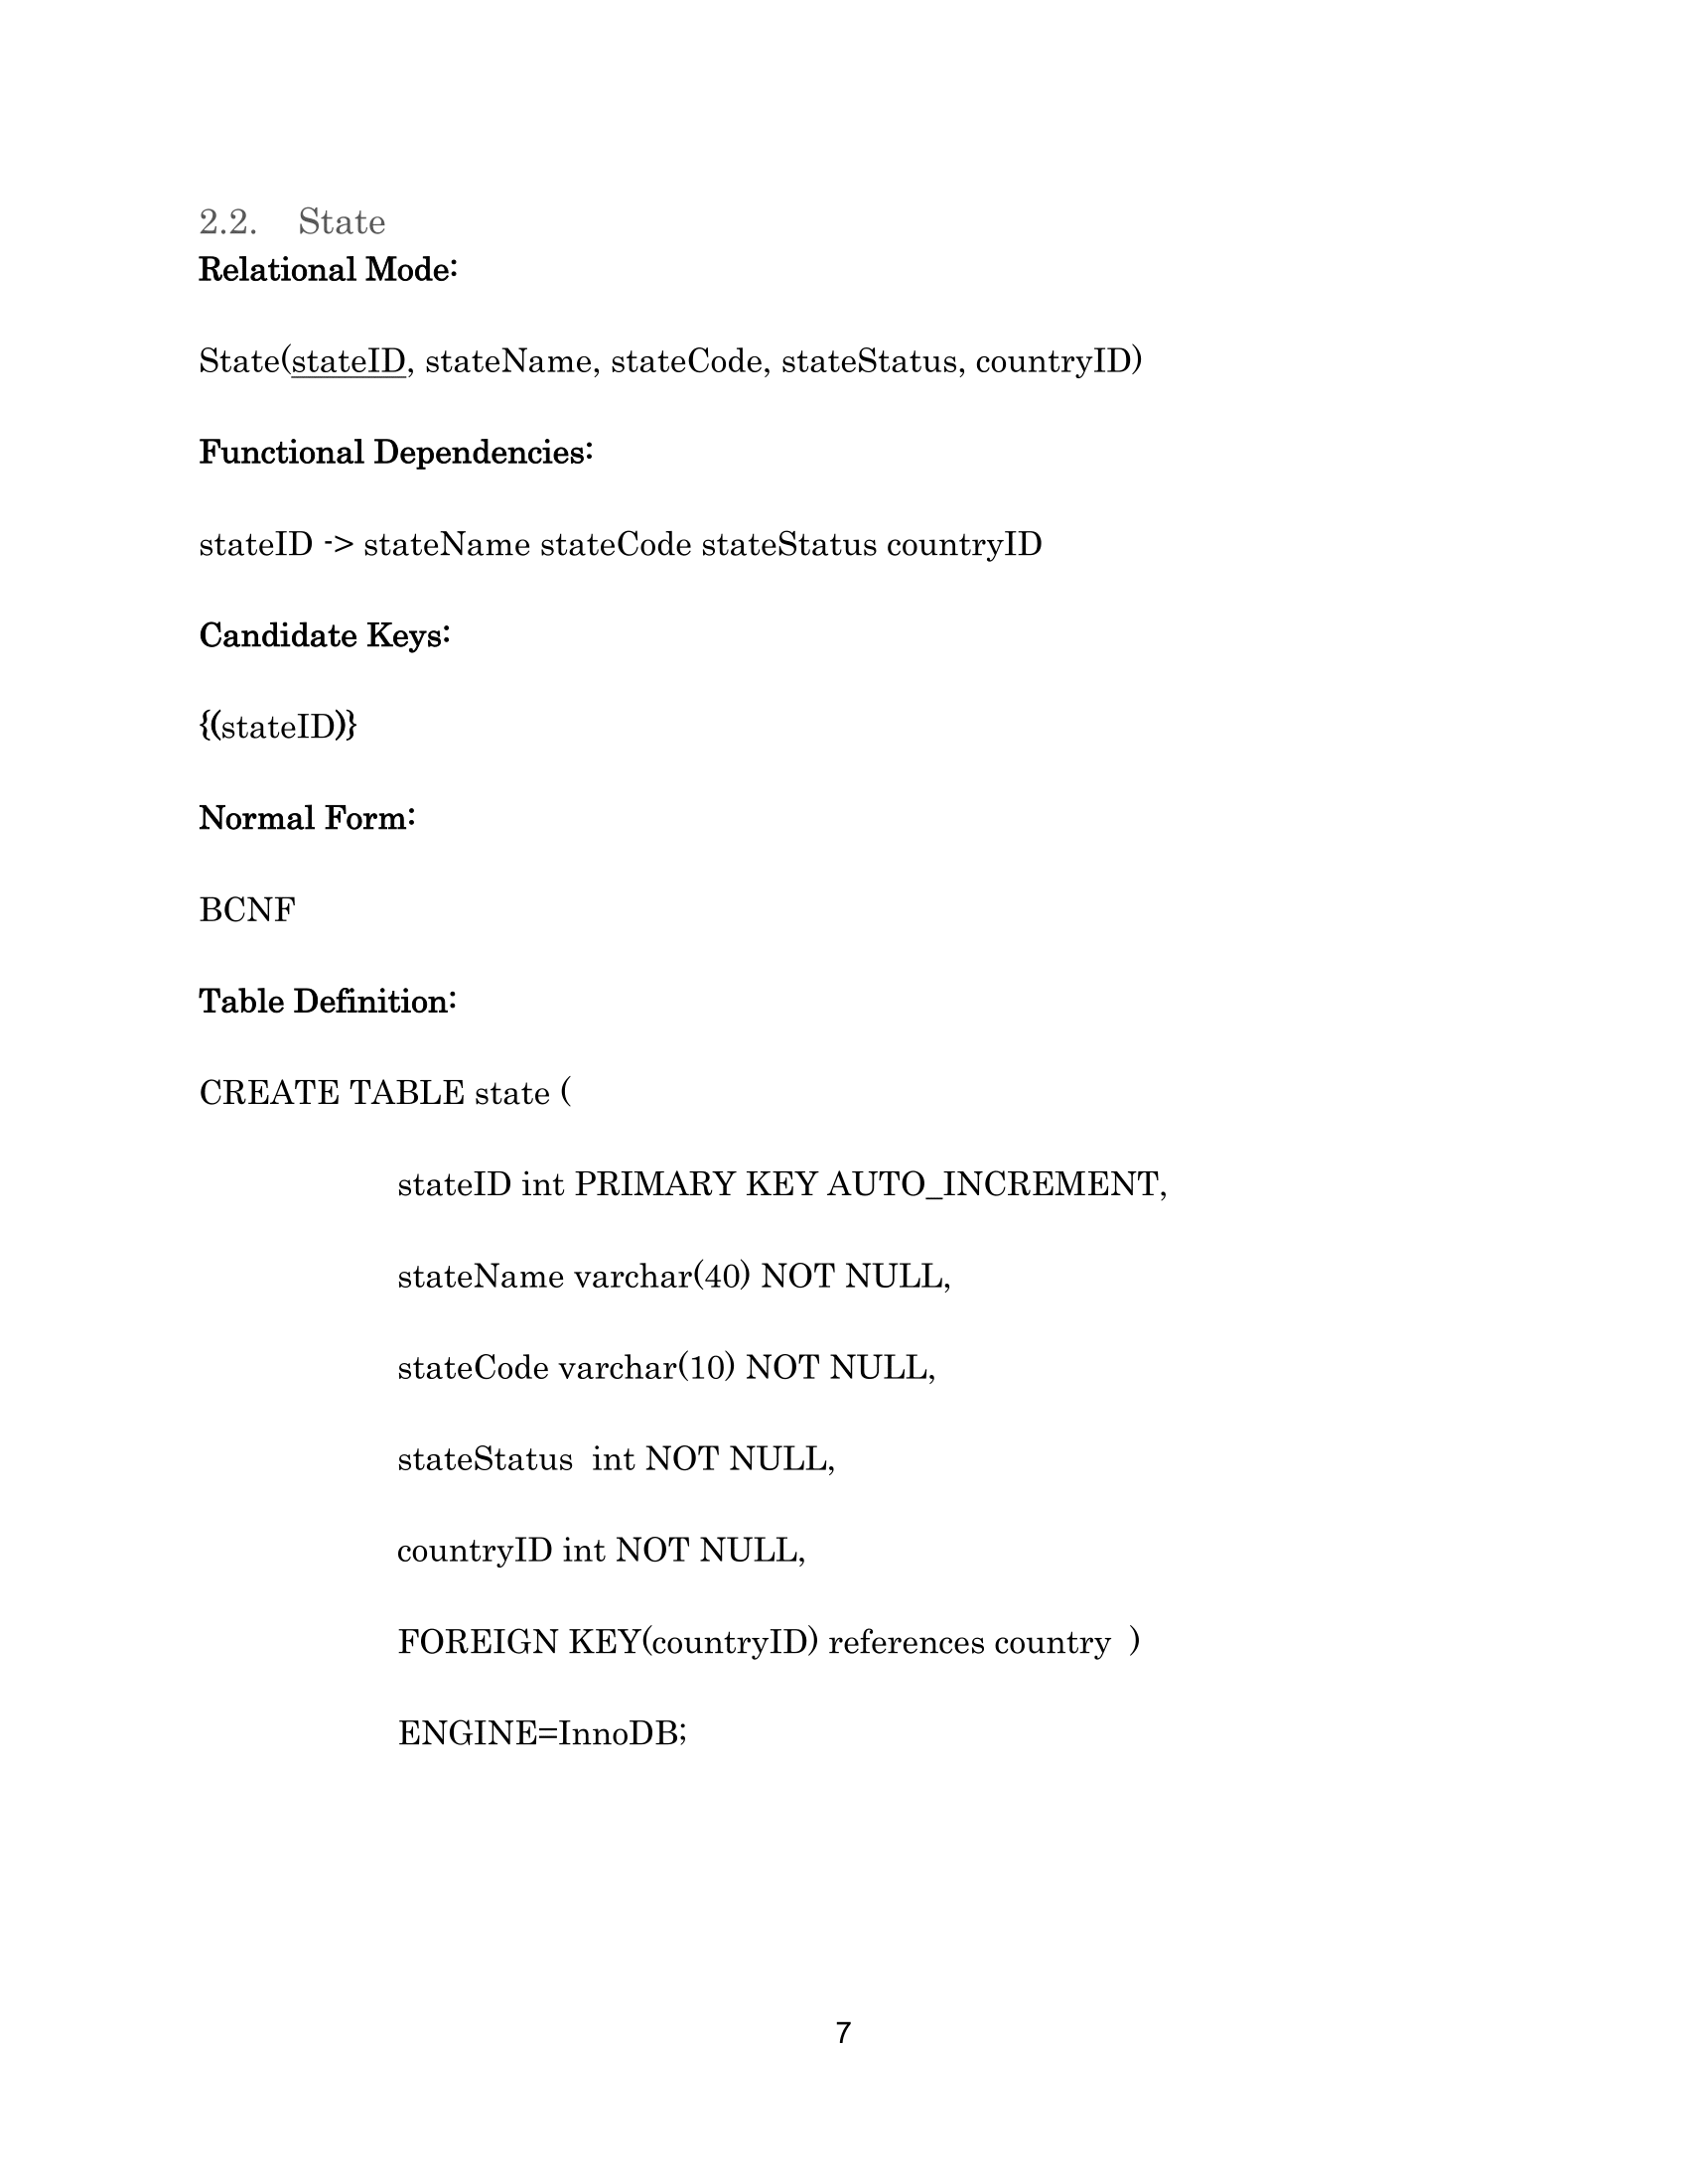 2.2. State
Relational Mode:
State(stateID, stateName, stateCode, stateStatus, countryID)
Functional Dependencies:
stateID -> stateName stateCode stateStatus countryID
Candidate Keys:
{(stateID)}
Normal Form:
BCNF
Table Definition:
CREATE TABLE state (
stateID int PRIMARY KEY AUTO_INCREMENT,
stateName varchar(40) NOT NULL,
stateCode varchar(10) NOT NULL,
stateStatus  int NOT NULL,
countryID int NOT NULL,
FOREIGN KEY(countryID) references country  )
ENGINE=InnoDB;
7